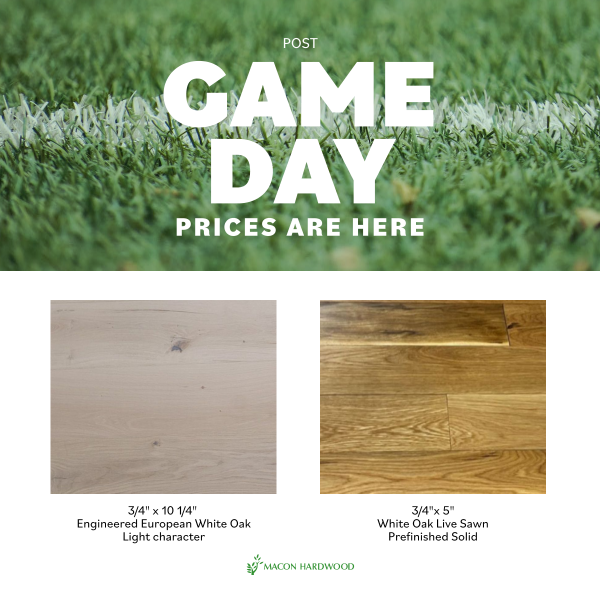 POST
GAME
DAY
PRICES ARE HERE
3/4" x 10 1/4"
Engineered European White Oak
Light character
3/4"x 5"
White Oak Live Sawn
Prefinished Solid
MACON HARDWOOD